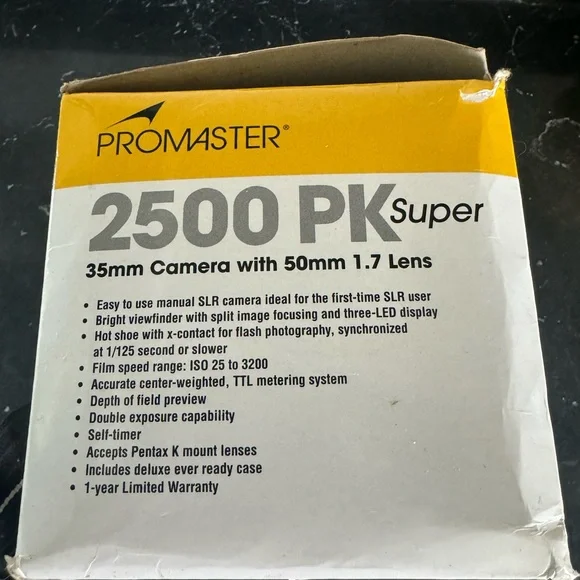 PROMASTER®
2500 PK Super
35mm Camera with 50mm 1.7 Lens
• Easy to use manual SLR camera ideal for the first-time SLR user
• Bright viewfinder with split image focusing and three-LED display
• Hot shoe with x-contact for flash photography, synchronized
at 1/125 second or slower
• Film speed range: ISO 25 to 3200
• Accurate center-weighted, TTL metering system
• Depth of field preview
• Double exposure capability
• Self-timer
• Accepts Pentax K mount lenses
• Includes deluxe ever ready case
• 1-year Limited Warranty